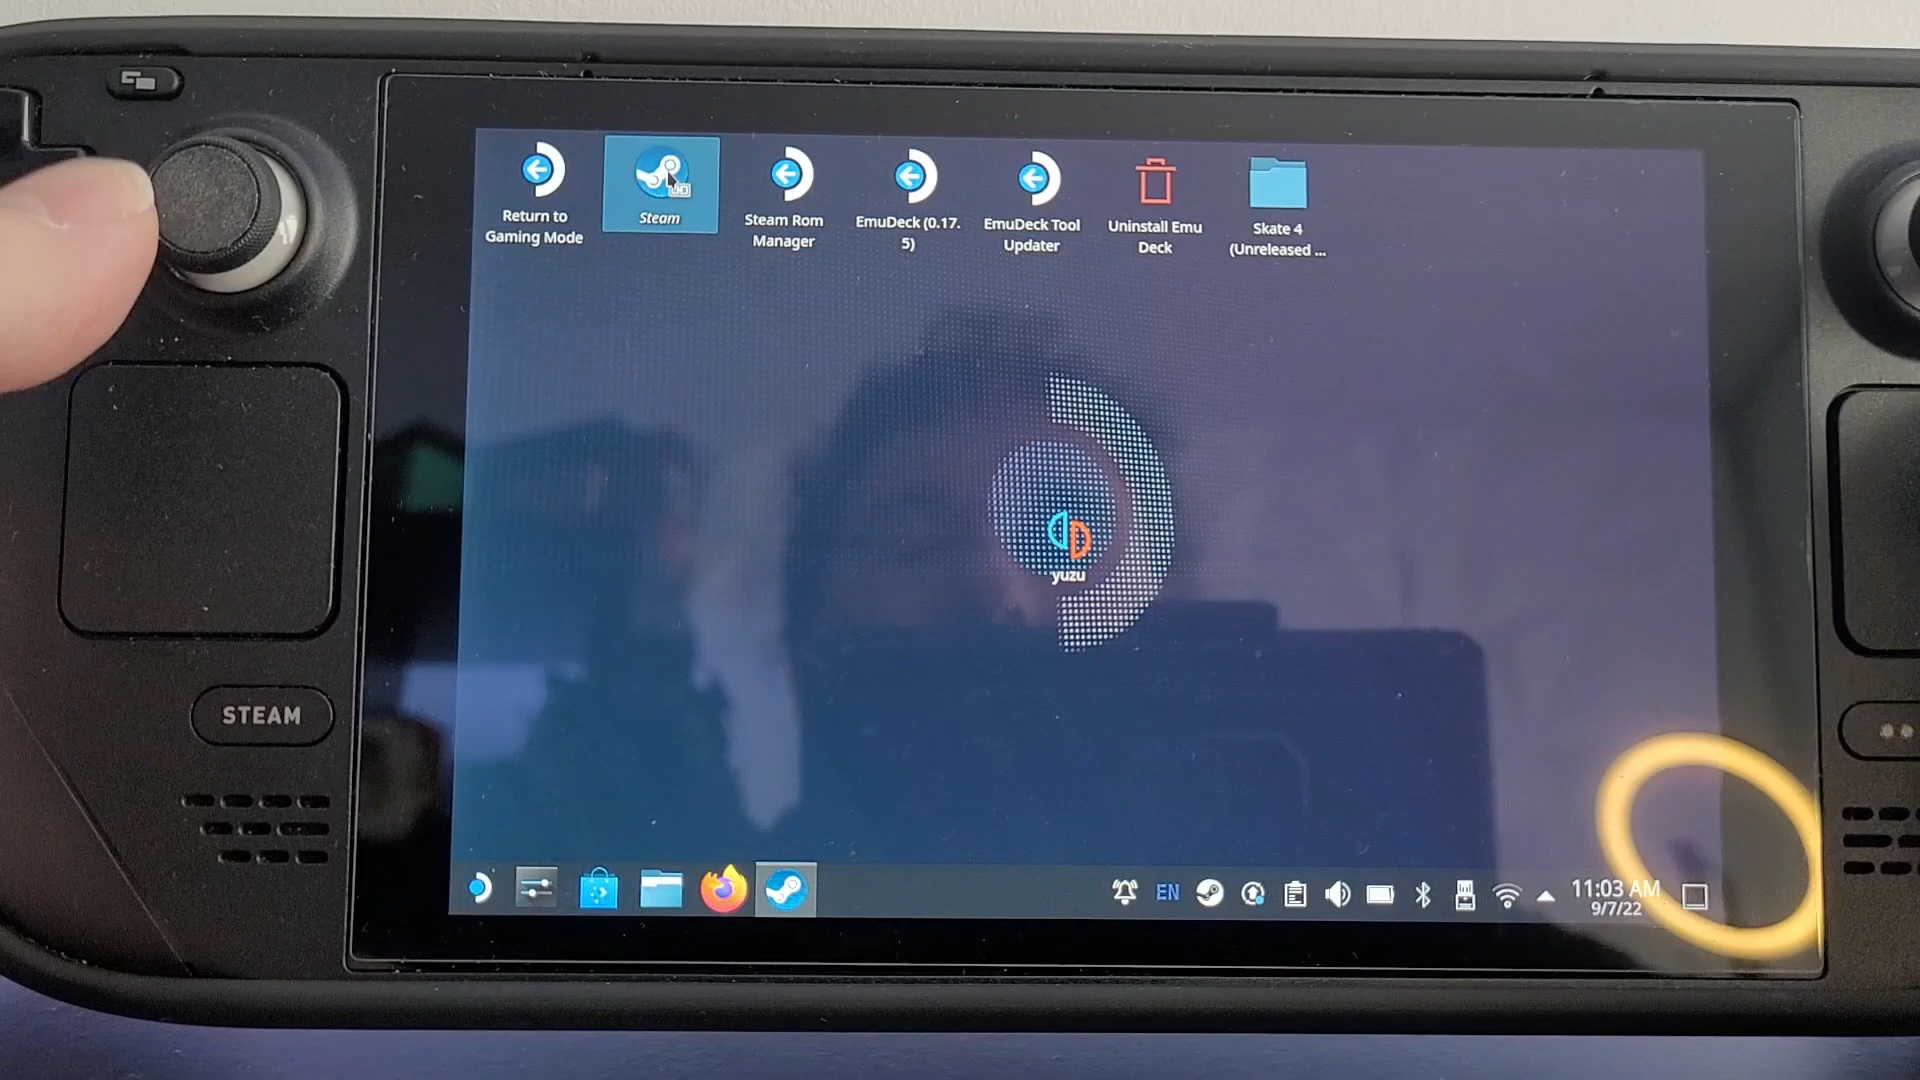 Return to
Gaming Mode
Steam
Steam Rom
Manager
EmuDeck (0.17.
5)
EmuDeck Tool
Updater
Uninstall Emu
Deck
Skate 4
(Unreleased ...
yuzu
STEAM
EN
11:03 AM
9/7/22